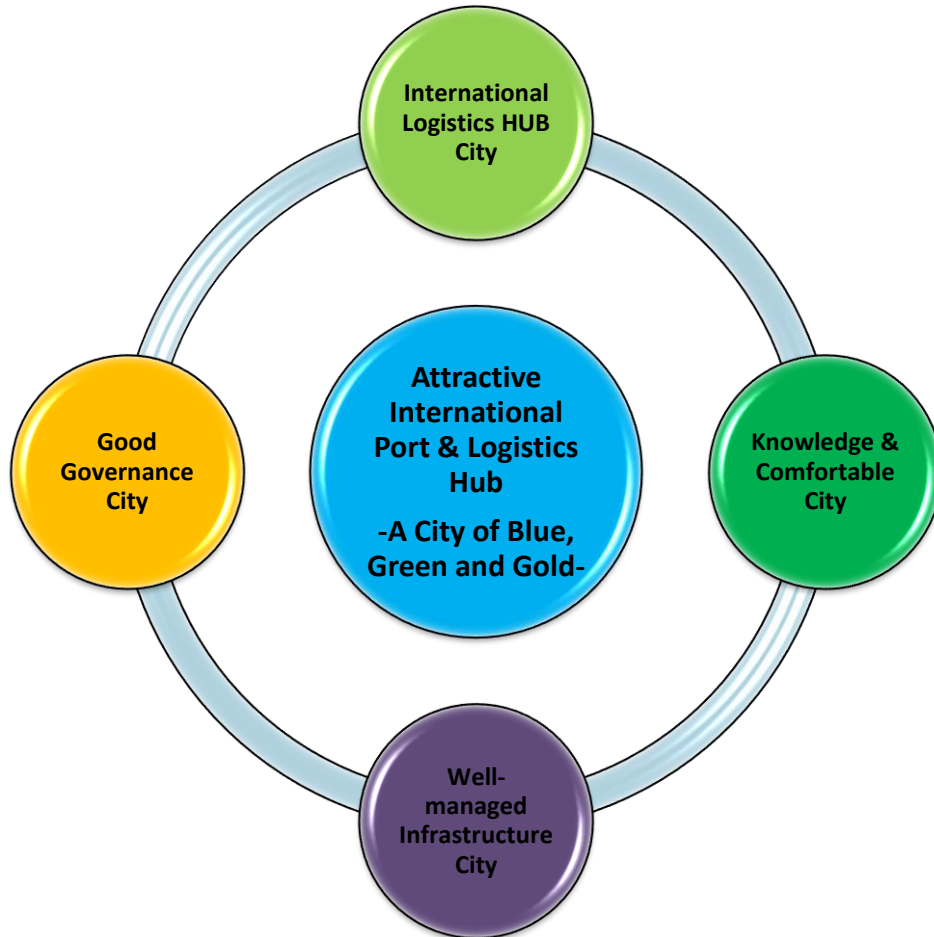 International
Logistics HUB
City
Attractive
International
Port & Logistics
Hub
-A City of Blue,
Green and Gold-
Good
Governance
City
Knowledge &
Comfortable
City
Well-
managed
Infrastructure
City